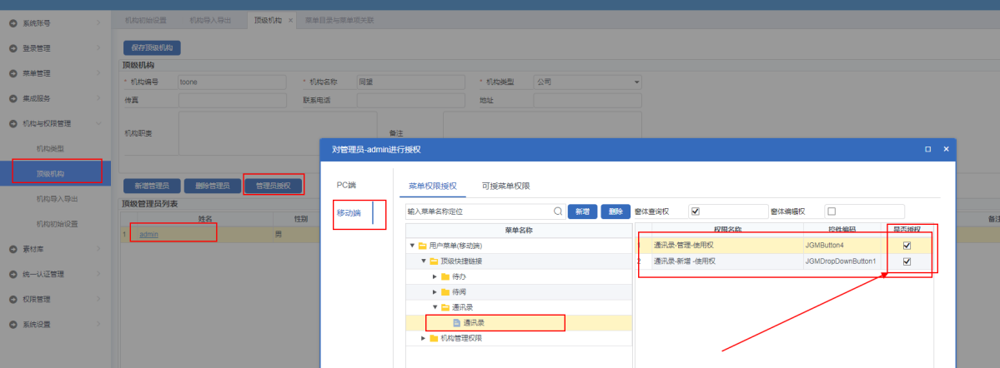 系统账号
登录管理
菜单管理
集成服务
机构与权限管理
机构类型
顶级机构
机构导入导出
机构初始设置
素材库
统一认证管理
权限管理
系统设置
机构初始设置 机构导入导出 顶级机构 × 菜单目录与菜单项关联
保存顶级机构
顶级机构
* 机构编号 toone * 机构名称 同望 * 机构类型 公司
传真 联系电话 地址
机构职责 备注
新增管理员 删除管理员 管理员授权
顶级管理员列表
姓名 性别 备注
1 admin 男
对管理员-admin进行授权
PC端
移动端
菜单权限授权 可授菜单权限
输入菜单名称定位 新增 删除 窗体查询权 窗体编辑权
菜单名称
用户菜单(移动端)
顶级快捷链接
待办
待阅
通讯录
通讯录
机构管理权限
权限名称 控件编码 是否授权
1 通讯录-管理-使用权 JGMButton4
2 通讯录-新增 -使用权 JGMDropDownButton1